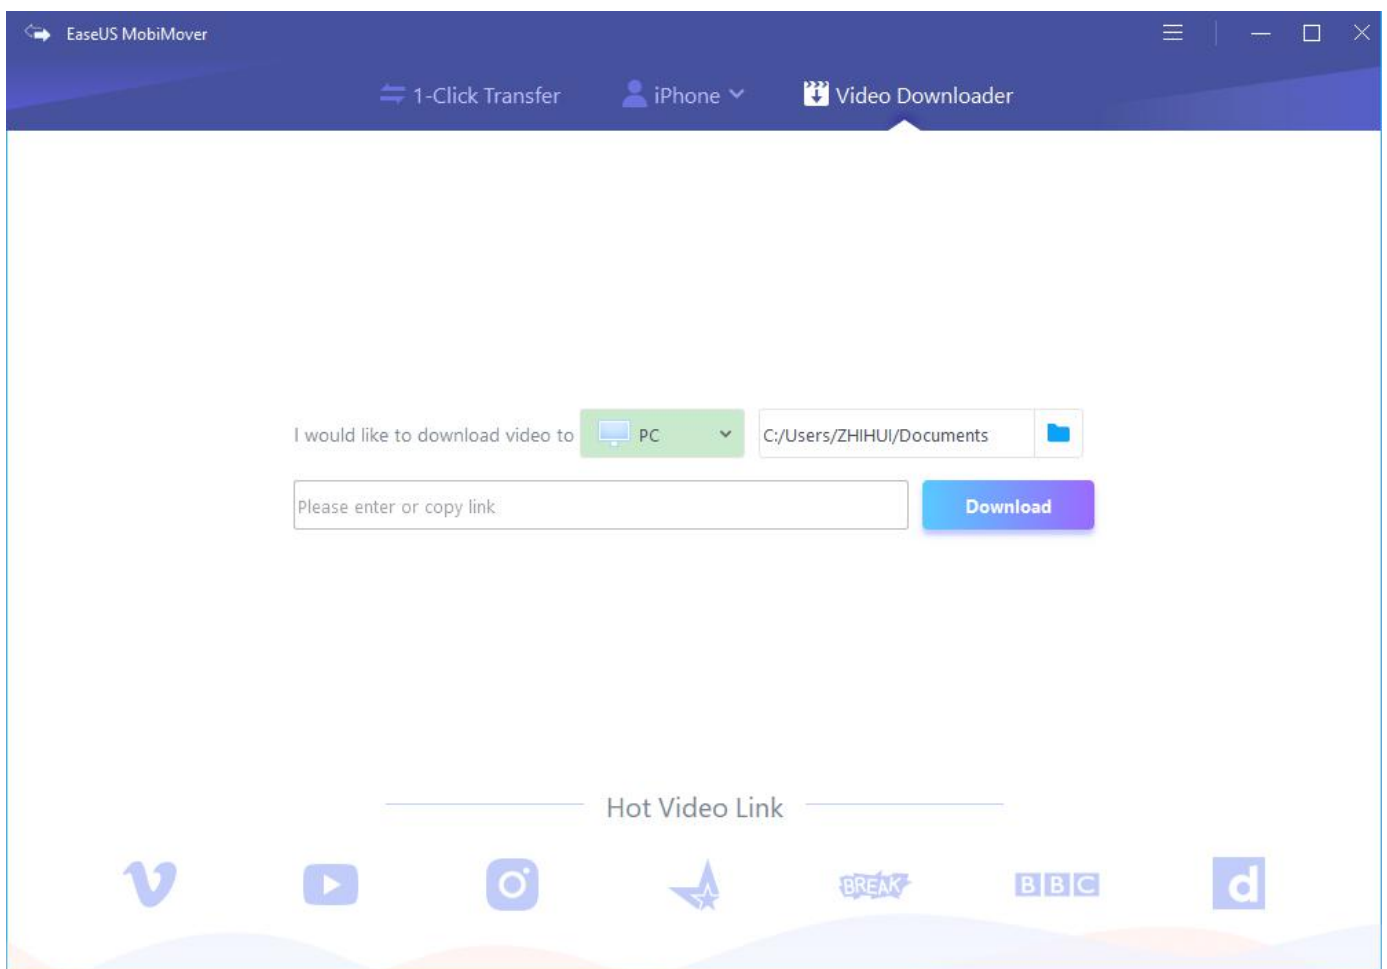 EaseUS MobiMover
1-Click Transfer iPhone Video Downloader
I would like to download video to PC C:/Users/ZHIHUI/Documents
Please enter or copy link Download
Hot Video Link
BREAK BBC d